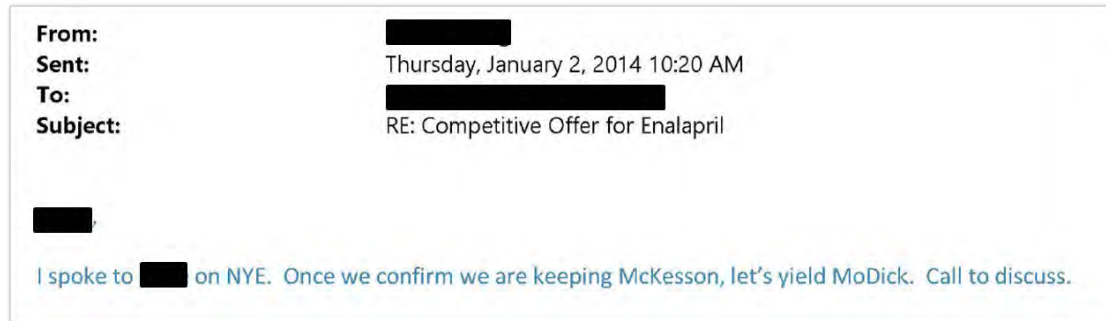 From:
Sent: Thursday, January 2, 2014 10:20 AM
To:
Subject: RE: Competitive Offer for Enalapril
,
I spoke to on NYE. Once we confirm we are keeping McKesson, let's yield MoDick. Call to discuss.